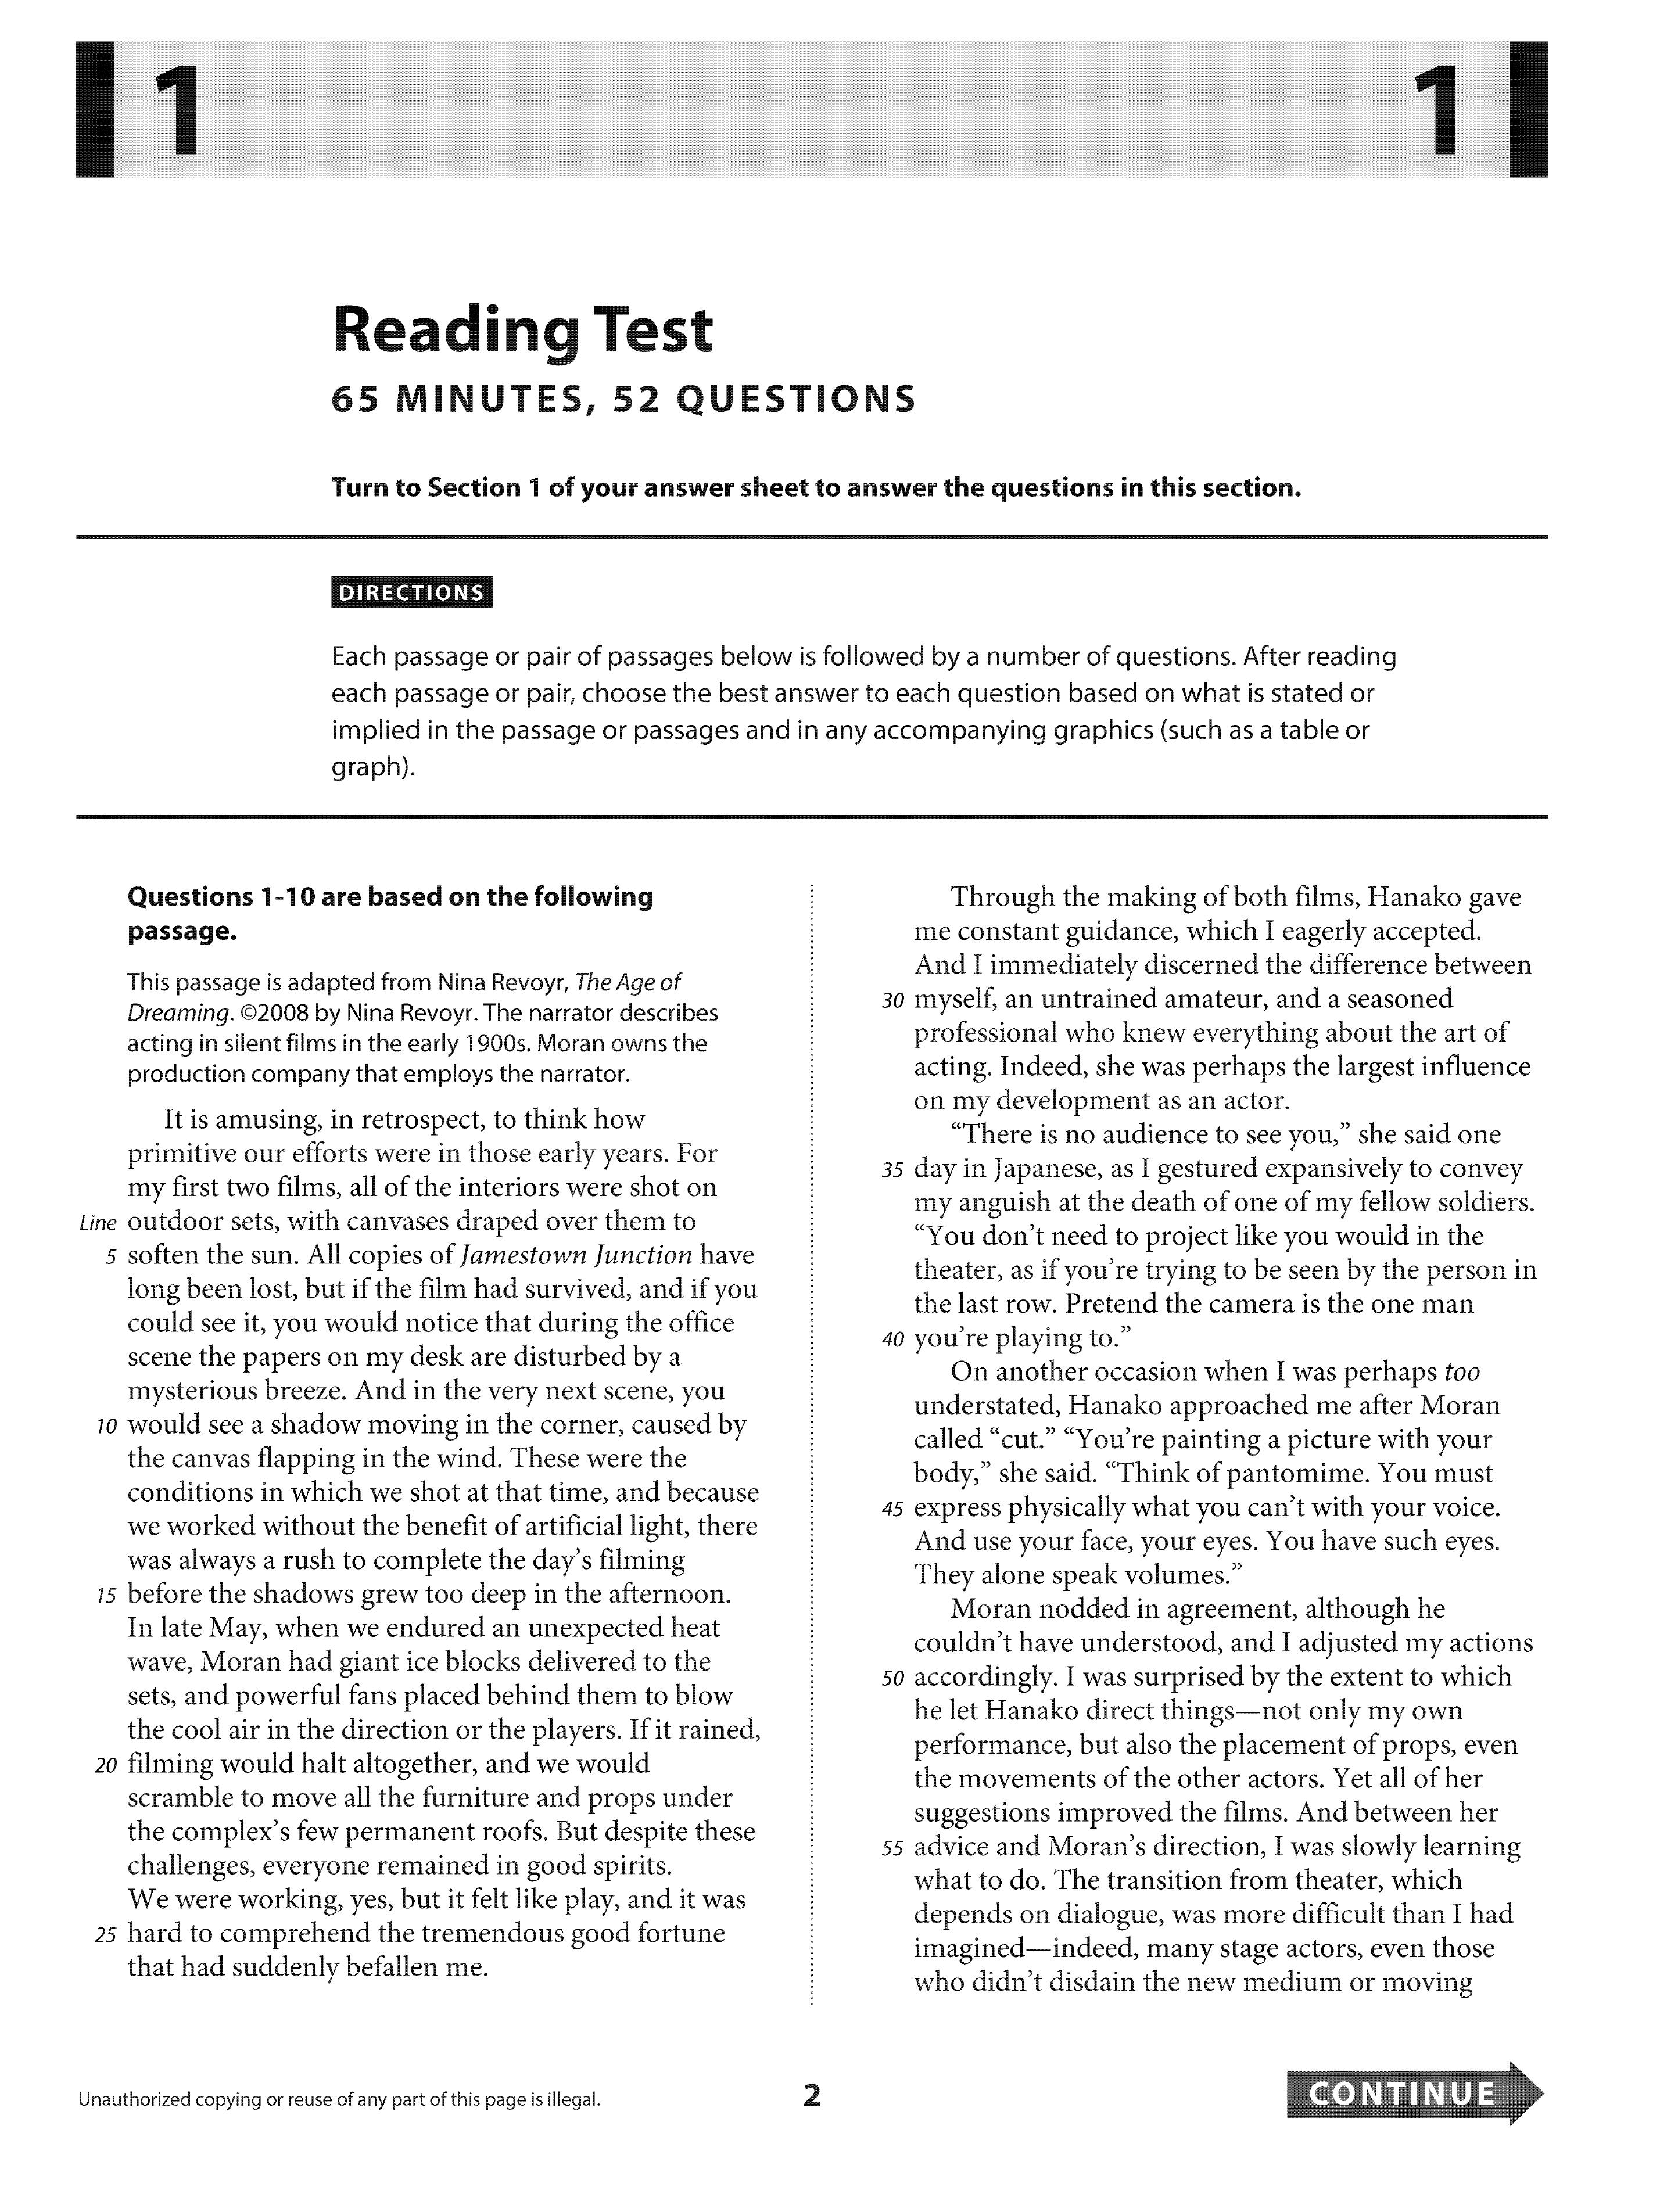 1 1
Reading Test
65 MINUTES, 52 QUESTIONS
Turn to Section 1 of your answer sheet to answer the questions in this section.
DIRECTIONS
Each passage or pair of passages below is followed by a number of questions. After reading
each passage or pair, choose the best answer to each question based on what is stated or
implied in the passage or passages and in any accompanying graphics (such as a table or
graph).
Questions 1-10 are based on the following
passage.
This passage is adapted from Nina Revoyr, The Age of
Dreaming. ©2008 by Nina Revoyr. The narrator describes
acting in silent films in the early 1900s. Moran owns the
production company that employs the narrator.
It is amusing, in retrospect, to think how
primitive our efforts were in those early years. For
my first two films, all of the interiors were shot on
Line outdoor sets, with canvases draped over them to
5 soften the sun. All copies of Jamestown Junction have
long been lost, but if the film had survived, and if you
could see it, you would notice that during the office
scene the papers on my desk are disturbed by a
mysterious breeze. And in the very next scene, you
10 would see a shadow moving in the corner, caused by
the canvas flapping in the wind. These were the
conditions in which we shot at that time, and because
we worked without the benefit of artificial light, there
was always a rush to complete the day's filming
15 before the shadows grew too deep in the afternoon.
In late May, when we endured an unexpected heat
wave, Moran had giant ice blocks delivered to the
sets, and powerful fans placed behind them to blow
the cool air in the direction or the players. If it rained,
20 filming would halt altogether, and we would
scramble to move all the furniture and props under
the complex's few permanent roofs. But despite these
challenges, everyone remained in good spirits.
We were working, yes, but it felt like play, and it was
25 hard to comprehend the tremendous good fortune
that had suddenly befallen me.
Through the making of both films, Hanako gave
me constant guidance, which I eagerly accepted.
And I immediately discerned the difference between
30 myself, an untrained amateur, and a seasoned
professional who knew everything about the art of
acting. Indeed, she was perhaps the largest influence
on my development as an actor.
“There is no audience to see you,” she said one
35 day in Japanese, as I gestured expansively to convey
my anguish at the death of one of my fellow soldiers.
“You don't need to project like you would in the
theater, as if you're trying to be seen by the person in
the last row. Pretend the camera is the one man
40 you're playing to.”
On another occasion when I was perhaps too
understated, Hanako approached me after Moran
called “cut.” “You're painting a picture with your
body,” she said. “Think of pantomime. You must
45 express physically what you can't with your voice.
And use your face, your eyes. You have such eyes.
They alone speak volumes.”
Moran nodded in agreement, although he
couldn't have understood, and I adjusted my actions
50 accordingly. I was surprised by the extent to which
he let Hanako direct things—not only my own
performance, but also the placement of props, even
the movements of the other actors. Yet all of her
suggestions improved the films. And between her
55 advice and Moran's direction, I was slowly learning
what to do. The transition from theater, which
depends on dialogue, was more difficult than I had
imagined—indeed, many stage actors, even those
who didn't disdain the new medium or moving
Unauthorized copying or reuse of any part of this page is illegal.
2
CONTINUE